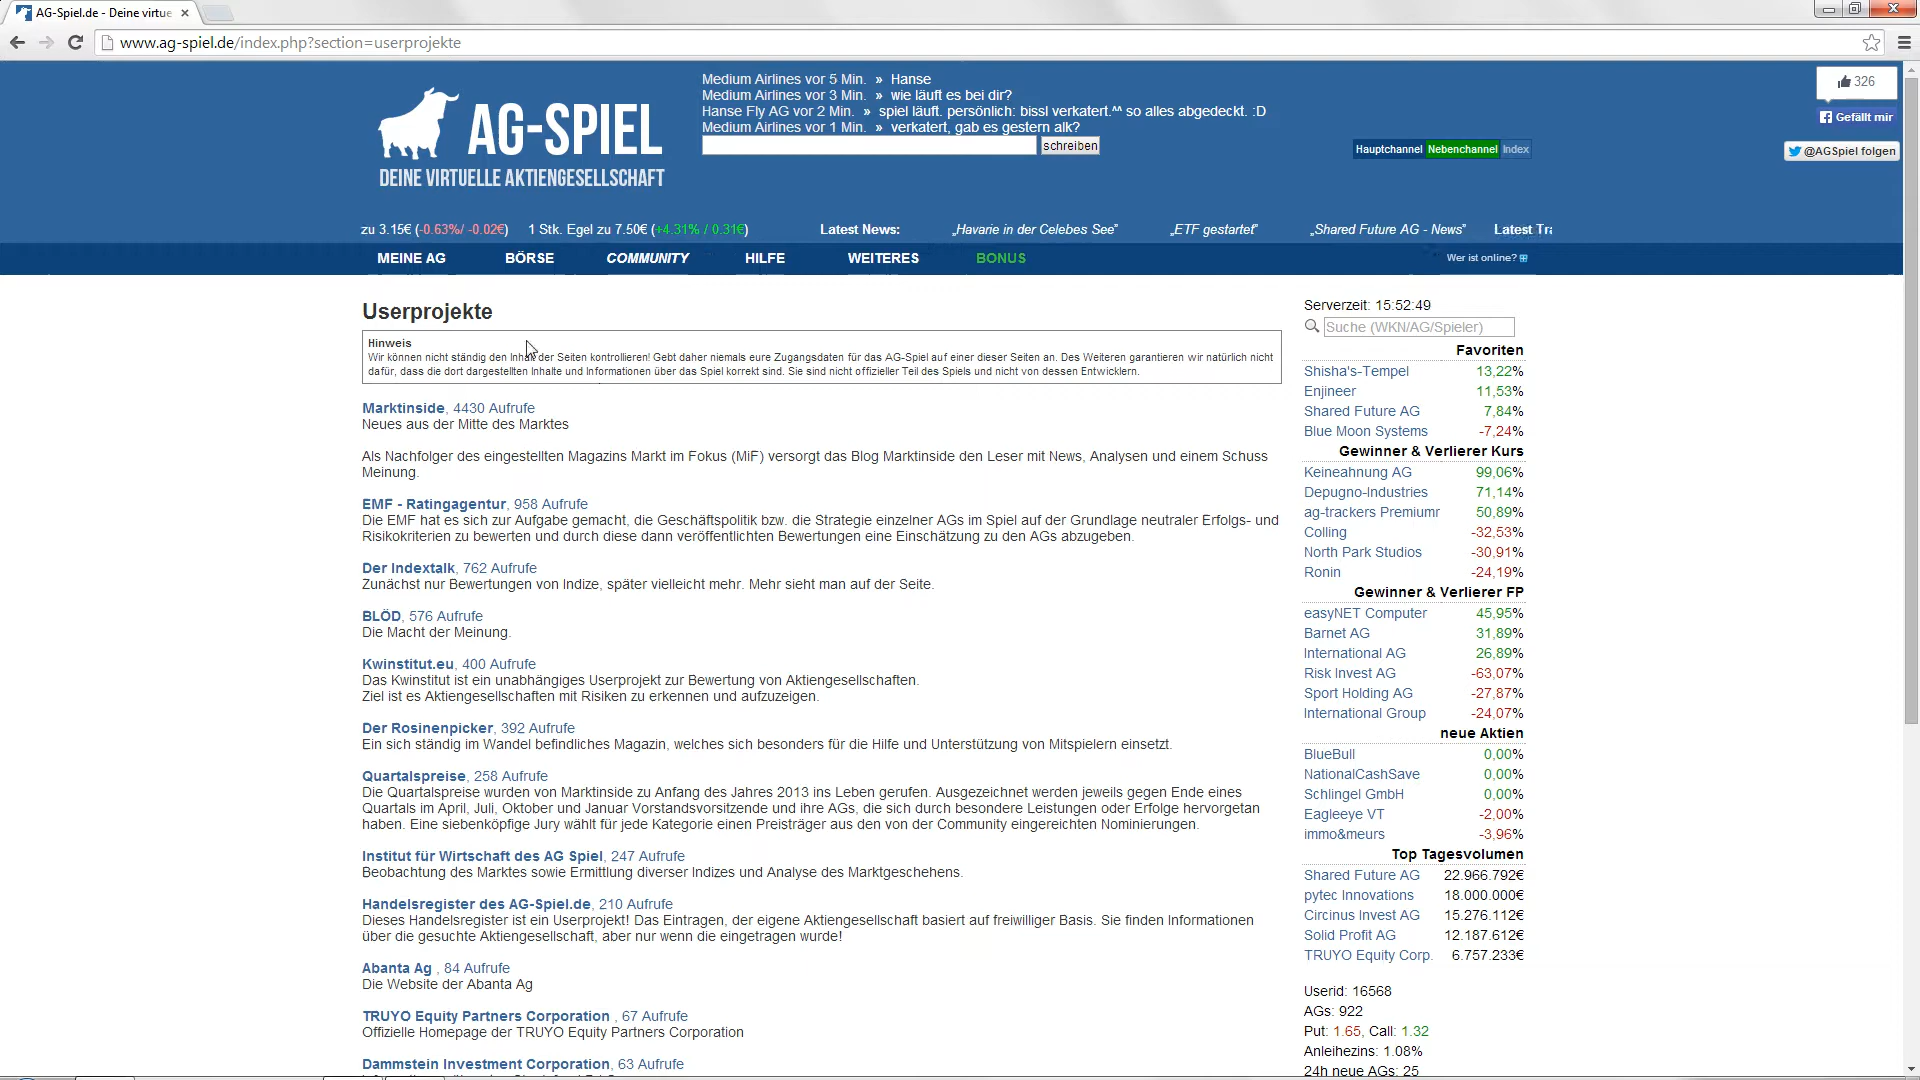 AG-Spiel.de - Deine virtue
www.ag-spiel.de/index.php?section=userprojekte
AG-SPIEL
DEINE VIRTUELLE AKTIENGESELLSCHAFT
Medium Airlines vor 5 Min. » Hanse
Medium Airlines vor 3 Min. » wie läuft es bei dir?
Hanse Fly AG vor 2 Min. » spiel läuft. persönlich: bissl verkatert.^^ so alles abgedeckt. :D
Medium Airlines vor 1 Min. » verkatert, gab es gestern alk?
schreiben
Hauptchannel Nebenchannel Index
326
Gefällt mir
@AGSpiel folgen
zu 3.15€ (-0.63%/ -0.02€) 1 Stk. Egel zu 7.50€ (+4.31% / 0.31€) Latest News: „Havarie in der Celebes See” „ETF gestartet” „Shared Future AG - News” Latest Tra
MEINE AG BÖRSE COMMUNITY HILFE WEITERES BONUS Wer ist online?
Userprojekte
Hinweis
Wir können nicht ständig den Inhalt der Seiten kontrollieren! Gebt daher niemals eure Zugangsdaten für das AG-Spiel auf einer dieser Seiten an. Des Weiteren garantieren wir natürlich nicht
dafür, dass die dort dargestellten Inhalte und Informationen über das Spiel korrekt sind. Sie sind nicht offizieller Teil des Spiels und nicht von dessen Entwicklern.
Marktinside, 4430 Aufrufe
Neues aus der Mitte des Marktes
Als Nachfolger des eingestellten Magazins Markt im Fokus (MiF) versorgt das Blog Marktinside den Leser mit News, Analysen und einem Schuss
Meinung.
EMF - Ratingagentur, 958 Aufrufe
Die EMF hat es sich zur Aufgabe gemacht, die Geschäftspolitik bzw. die Strategie einzelner AGs im Spiel auf der Grundlage neutraler Erfolgs- und
Risikokriterien zu bewerten und durch diese dann veröffentlichten Bewertungen eine Einschätzung zu den AGs abzugeben.
Der Indextalk, 762 Aufrufe
Zunächst nur Bewertungen von Indize, später vielleicht mehr. Mehr sieht man auf der Seite.
BLÖD, 576 Aufrufe
Die Macht der Meinung.
Kwinstitut.eu, 400 Aufrufe
Das Kwinstitut ist ein unabhängiges Userprojekt zur Bewertung von Aktiengesellschaften.
Ziel ist es Aktiengesellschaften mit Risiken zu erkennen und aufzuzeigen.
Der Rosinenpicker, 392 Aufrufe
Ein sich ständig im Wandel befindliches Magazin, welches sich besonders für die Hilfe und Unterstützung von Mitspielern einsetzt.
Quartalspreise, 258 Aufrufe
Die Quartalspreise wurden von Marktinside zu Anfang des Jahres 2013 ins Leben gerufen. Ausgezeichnet werden jeweils gegen Ende eines
Quartals im April, Juli, Oktober und Januar Vorstandsvorsitzende und ihre AGs, die sich durch besondere Leistungen oder Erfolge hervorgetan
haben. Eine siebenköpfige Jury wählt für jede Kategorie einen Preisträger aus den von der Community eingereichten Nominierungen.
Institut für Wirtschaft des AG Spiel, 247 Aufrufe
Beobachtung des Marktes sowie Ermittlung diverser Indizes und Analyse des Marktgeschehens.
Handelsregister des AG-Spiel.de, 210 Aufrufe
Dieses Handelsregister ist ein Userprojekt! Das Eintragen, der eigene Aktiengesellschaft basiert auf freiwilliger Basis. Sie finden Informationen
über die gesuchte Aktiengesellschaft, aber nur wenn die eingetragen wurde!
Abanta Ag , 84 Aufrufe
Die Website der Abanta Ag
TRUYO Equity Partners Corporation , 67 Aufrufe
Offizielle Homepage der TRUYO Equity Partners Corporation
Dammstein Investment Corporation, 63 Aufrufe
Serverzeit: 15:52:49
Suche (WKN/AG/Spieler)
Favoriten
Shisha's-Tempel 13,22%
Enjineer 11,53%
Shared Future AG 7,84%
Blue Moon Systems -7,24%
Gewinner & Verlierer Kurs
Keineahnung AG 99,06%
Depugno-Industries 71,14%
ag-trackers Premiumr 50,89%
Colling -32,53%
North Park Studios -30,91%
Ronin -24,19%
Gewinner & Verlierer FP
easyNET Computer 45,95%
Barnet AG 31,89%
International AG 26,89%
Risk Invest AG -63,07%
Sport Holding AG -27,87%
International Group -24,07%
neue Aktien
BlueBull 0,00%
NationalCashSave 0,00%
Schlingel GmbH 0,00%
Eagleeye VT -2,00%
immo&meurs -3,96%
Top Tagesvolumen
Shared Future AG 22.966.792€
pytec Innovations 18.000.000€
Circinus Invest AG 15.276.112€
Solid Profit AG 12.187.612€
TRUYO Equity Corp. 6.757.233€
Userid: 16568
AGs: 922
Put: 1.65, Call: 1.32
Anleihezins: 1.08%
24h neue AGs: 25